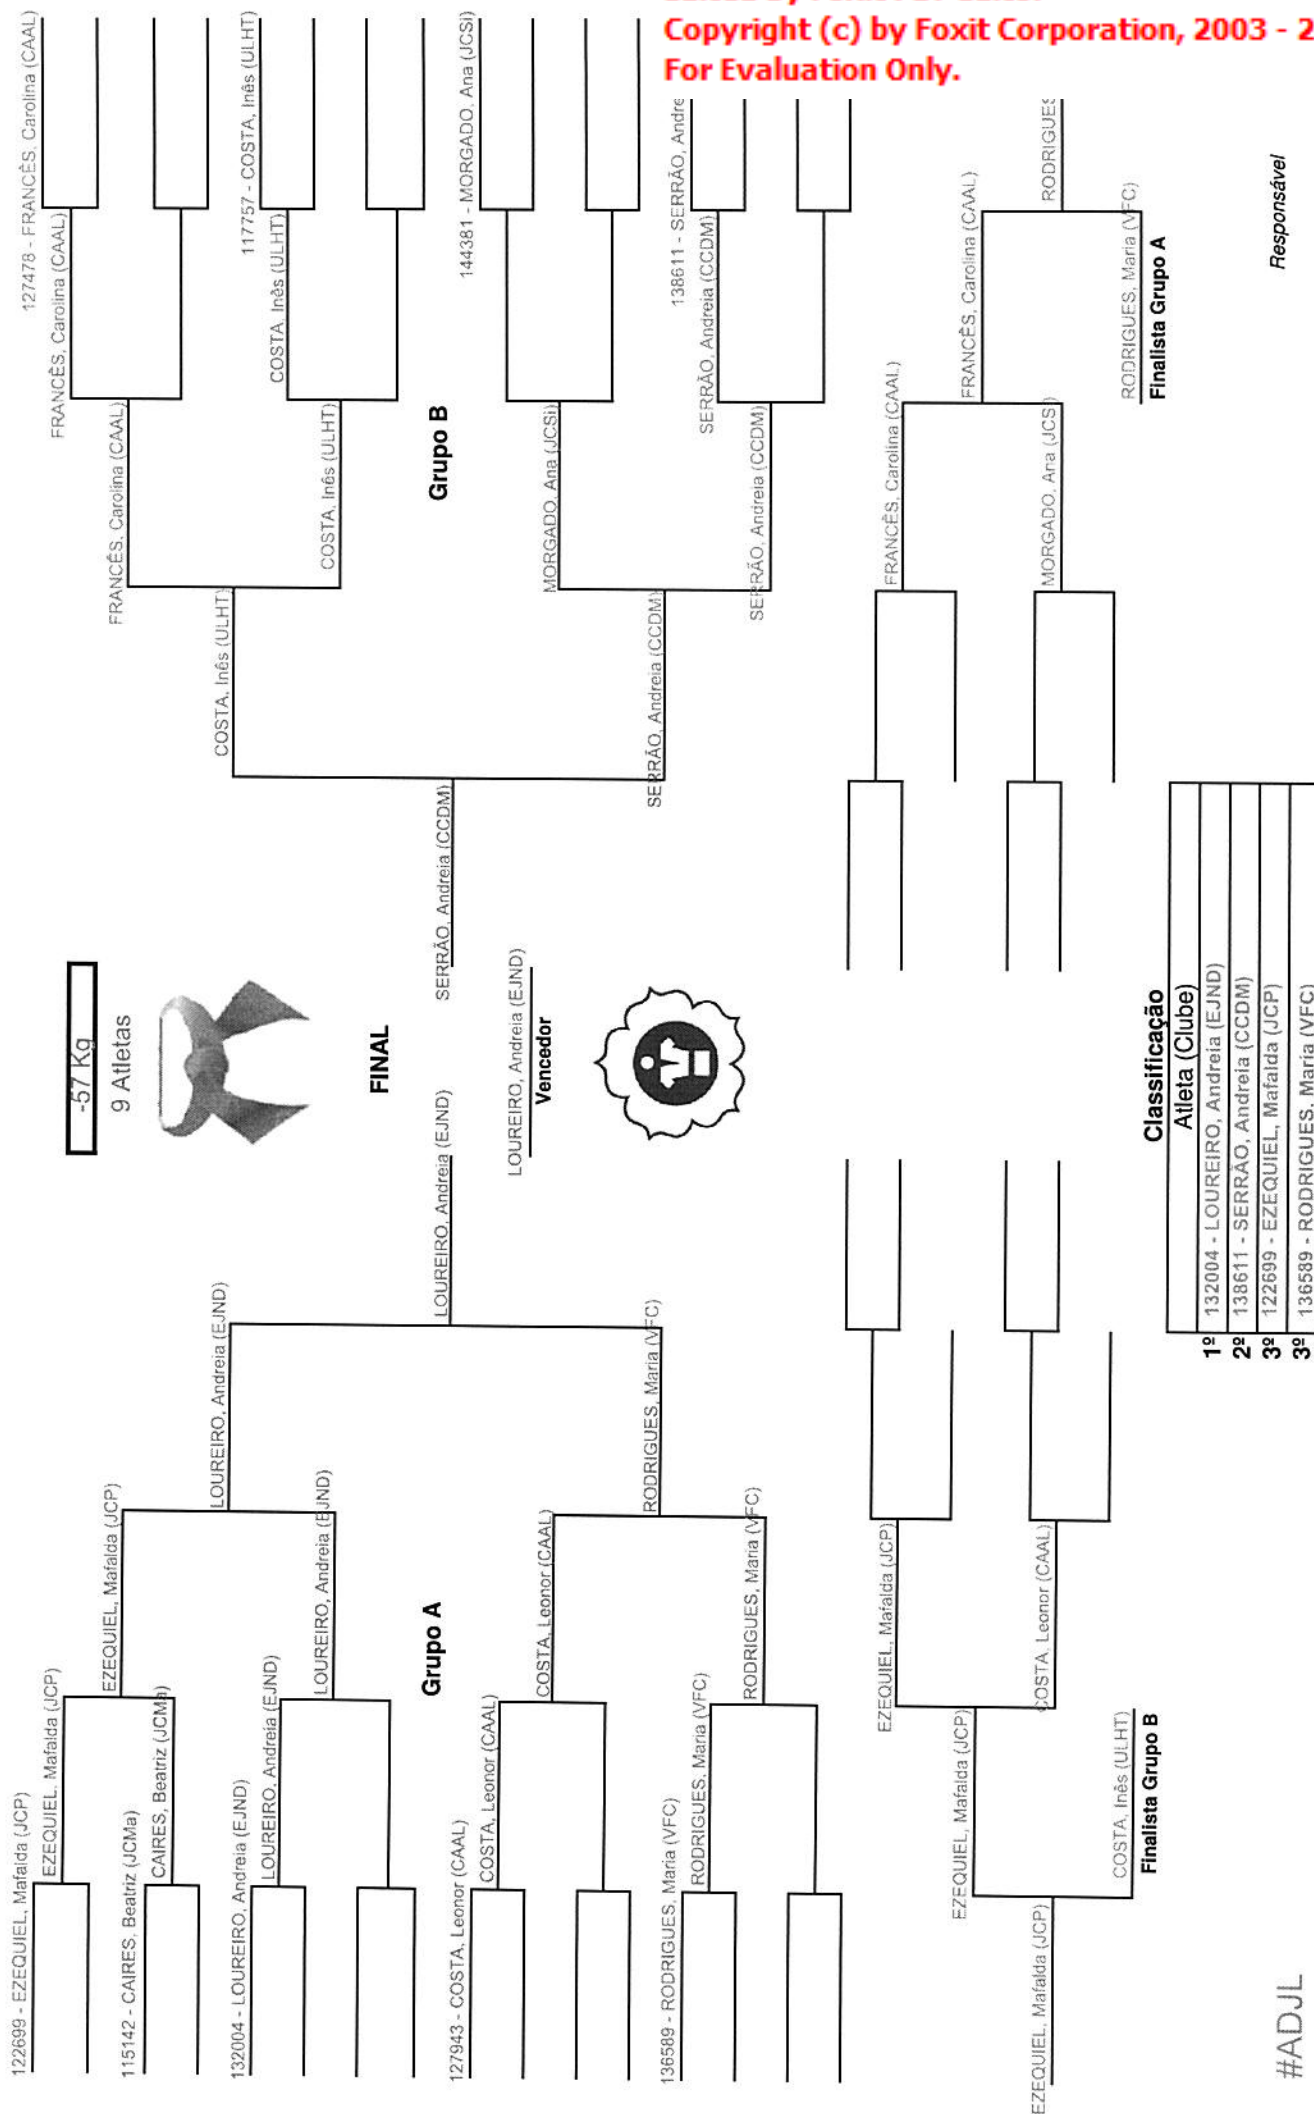 Copyright (c) by Foxit Corporation, 2003 - 2
For Evaluation Only.
-57 Kg
9 Atletas
FINAL
122699 - EZEQUIEL, Mafalda (JCP)
EZEQUIEL, Mafalda (JCP)
115142 - CAIRES, Beatriz (JCMa)
CAIRES, Beatriz (JCMa)
EZEQUIEL, Mafalda (JCP)
132004 - LOUREIRO, Andreia (EJND)
LOUREIRO, Andreia (EJND)
LOUREIRO, Andreia (EJND)
LOUREIRO, Andreia (EJND)
Grupo A
127943 - COSTA, Leonor (CAAL)
COSTA, Leonor (CAAL)
COSTA, Leonor (CAAL)
136589 - RODRIGUES, Maria (VFC)
RODRIGUES, Maria (VFC)
RODRIGUES, Maria (VFC)
RODRIGUES, Maria (VFC)
LOUREIRO, Andreia (EJND)
LOUREIRO, Andreia (EJND)
Vencedor
SERRÃO, Andreia (CCDM)
127478 - FRANCÊS, Carolina (CAAL)
FRANCÊS, Carolina (CAAL)
FRANCÊS, Carolina (CAAL)
117757 - COSTA, Inês (ULHT)
COSTA, Inês (ULHT)
COSTA, Inês (ULHT)
COSTA, Inês (ULHT)
Grupo B
144381 - MORGADO, Ana (JCSi)
MORGADO, Ana (JCSi)
138611 - SERRÃO, Andre
SERRÃO, Andreia (CCDM)
SERRÃO, Andreia (CCDM)
SERRÃO, Andreia (CCDM)
EZEQUIEL, Mafalda (JCP)
COSTA, Leonor (CAAL)
EZEQUIEL, Mafalda (JCP)
COSTA, Inês (ULHT)
Finalista Grupo B
EZEQUIEL, Mafalda (JCP)
FRANCÊS, Carolina (CAAL)
MORGADO, Ana (JCSi)
FRANCÊS, Carolina (CAAL)
RODRIGUES, Maria (VFC)
Finalista Grupo A
RODRIGUES
Classificação
Atleta (Clube)
1º 132004 - LOUREIRO, Andreia (EJND)
2º 138611 - SERRÃO, Andreia (CCDM)
3º 122699 - EZEQUIEL, Mafalda (JCP)
3º 136589 - RODRIGUES, Maria (VFC)
Responsável
#ADJL